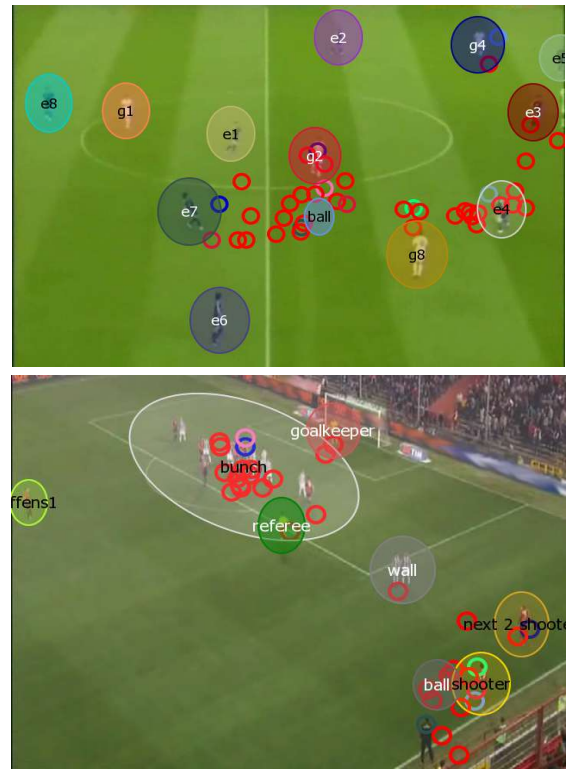 e2
g4
e5
e8
g1
e3
e1
g2
e7
ball
e4
g8
e6
goalkeeper
bunch
ffens1
referee
wall
next 2 shoote
ball
shooter